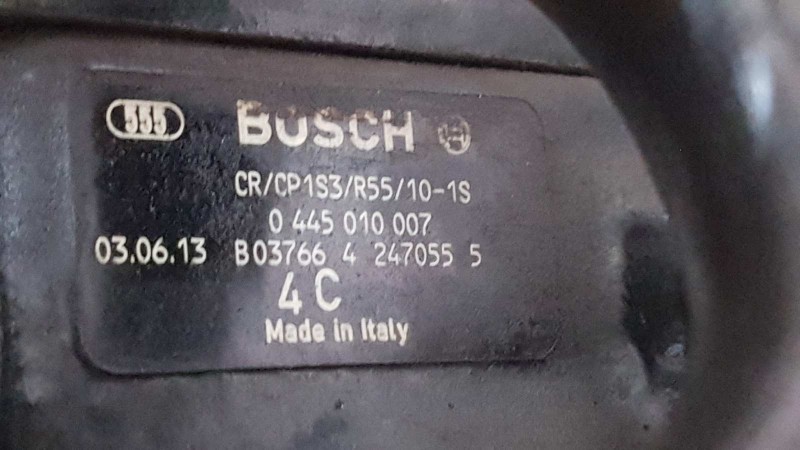 555 BOSCH
CR/CP1S3/R55/10-1S
0 445 010 007
03.06.13 B03766 4 247055 5
4C
Made in Italy